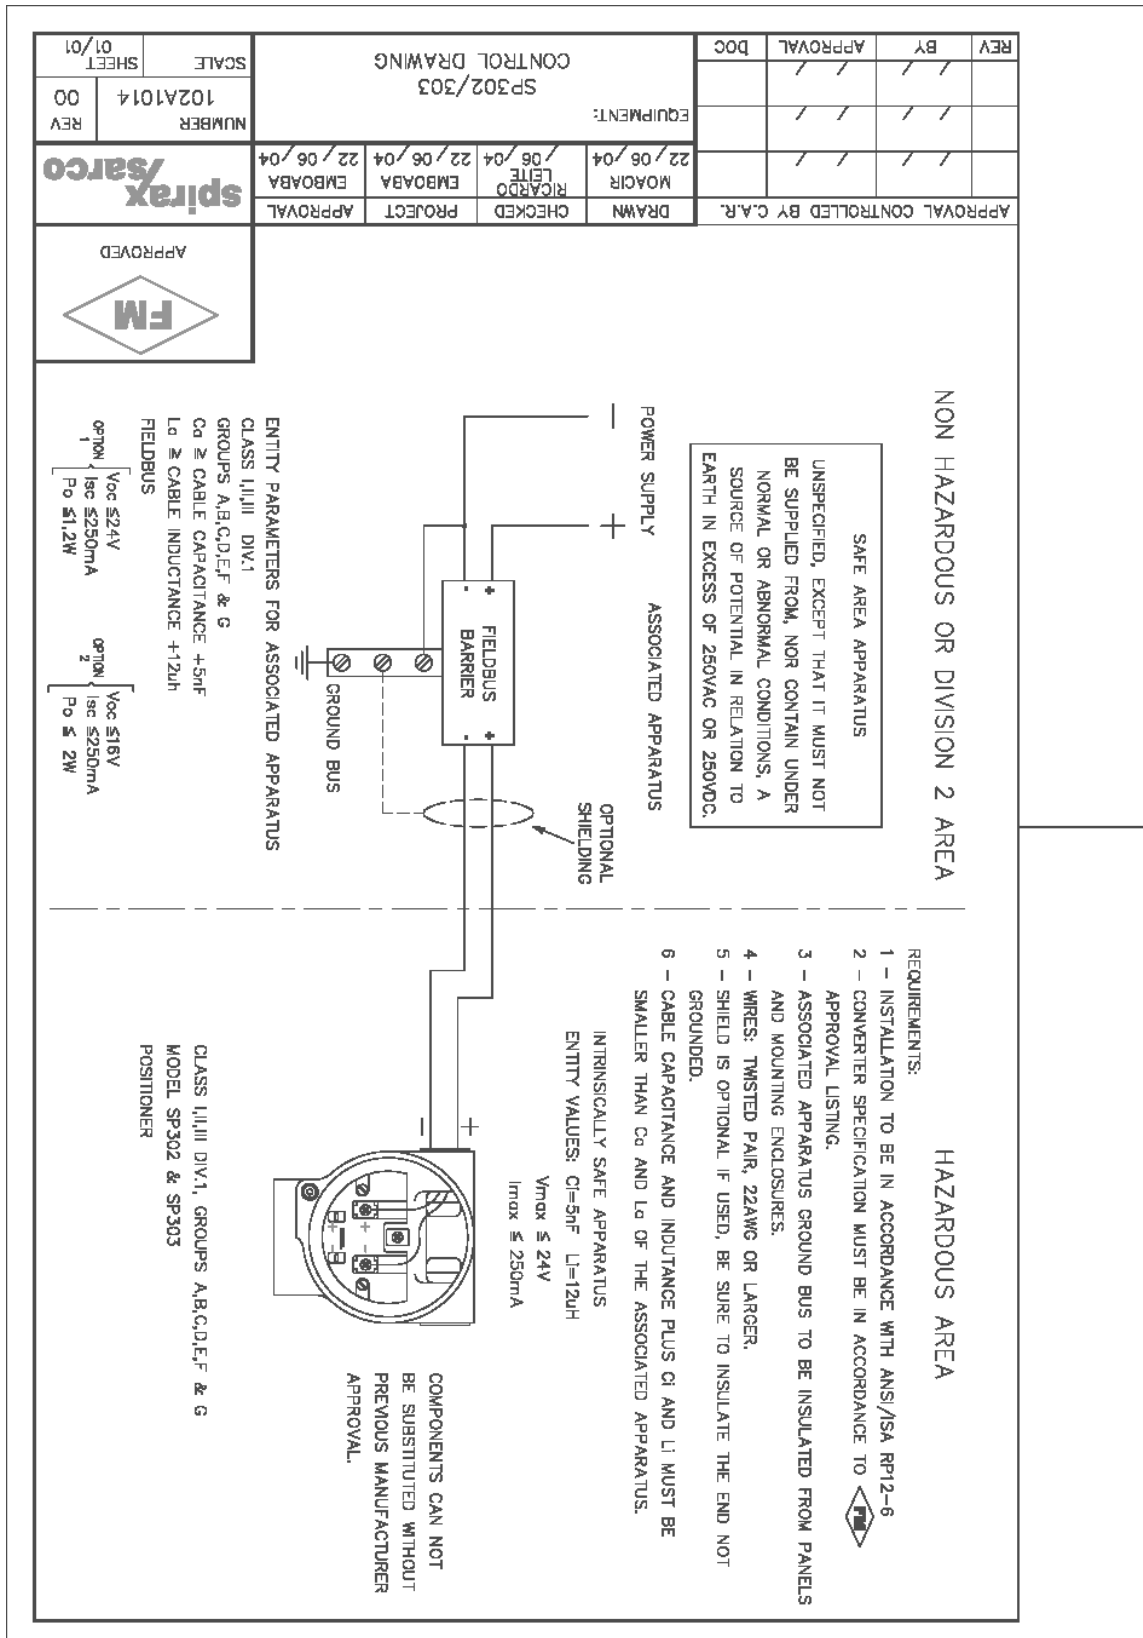 NON HAZARDOUS OR DIVISION 2 AREA
SAFE AREA APPARATUS
UNSPECIFIED, EXCEPT THAT IT MUST NOT
BE SUPPLIED FROM, NOR CONTAIN UNDER
NORMAL OR ABNORMAL CONDITIONS, A
SOURCE OF POTENTIAL IN RELATION TO
EARTH IN EXCESS OF 250VAC OR 250VDC.
POWER SUPPLY
- +
ASSOCIATED APPARATUS
OPTIONAL
SHIELDING
+ +
FIELDBUS
BARRIER
- -
GROUND BUS
ENTITY PARAMETERS FOR ASSOCIATED APPARATUS
CLASS I,II,III DIV.1
GROUPS A,B,C,D,E,F & G
Ca ≥ CABLE CAPACITANCE +5nF
La ≥ CABLE INDUCTANCE +12uh
FIELDBUS
OPTION
1
Voc ≤24V
Isc ≤250mA
Po ≤1,2W
OPTION
2
Voc ≤16V
Isc ≤250mA
Po ≤ 2W
HAZARDOUS AREA
REQUIREMENTS:
1 - INSTALLATION TO BE IN ACCORDANCE WITH ANSI/ISA RP12-6
2 - CONVERTER SPECIFICATION MUST BE IN ACCORDANCE TO FM
APPROVAL LISTING.
3 - ASSOCIATED APPARATUS GROUND BUS TO BE INSULATED FROM PANELS
AND MOUNTING ENCLOSURES.
4 - WIRES: TWISTED PAIR, 22AWG OR LARGER.
5 - SHIELD IS OPTIONAL IF USED, BE SURE TO INSULATE THE END NOT
GROUNDED.
6 - CABLE CAPACITANCE AND INDUTANCE PLUS Ci AND Li MUST BE
SMALLER THAN Ca AND La OF THE ASSOCIATED APPARATUS.
INTRINSICALLY SAFE APPARATUS
ENTITY VALUES: Ci=5nF Li=12uH
Vmax ≤ 24V
Imax ≤ 250mA
- +
+ -
+ -
COMPONENTS CAN NOT
BE SUBSTITUTED WITHOUT
PREVIOUS MANUFACTURER
APPROVAL.
CLASS I,II,III DIV.1, GROUPS A,B,C,D,E,F & G
MODEL SP302 & SP303
POSITIONER
FM
APPROVED
APPROVAL CONTROLLED BY C.A.R.
/ / / /
/ / / /
/ / / /
REV BY APPROVAL DOC
DRAWN CHECKED PROJECT APPROVAL
MOACIR
22 / 06 / 04
RICARDO
LEITE
/ 06 / 04
EMBOABA
22 / 06 / 04
EMBOABA
22 / 06 / 04
spirax
sarco
EQUIPMENT:
SP302/303
CONTROL DRAWING
NUMBER
102A1014
REV
00
SCALE
SHEET
01/01